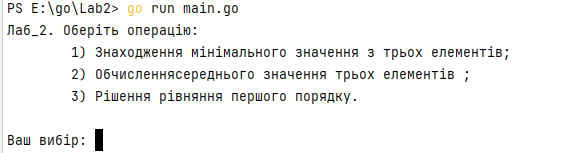 PS E:\go\Lab2> go run main.go
Лаб_2. Оберіть операцію:
1) Знаходження мінімального значення з трьох елементів;
2) Обчисленнясереднього значення трьох елементів ;
3) Рішення рівняння першого порядку.
Ваш вибір: